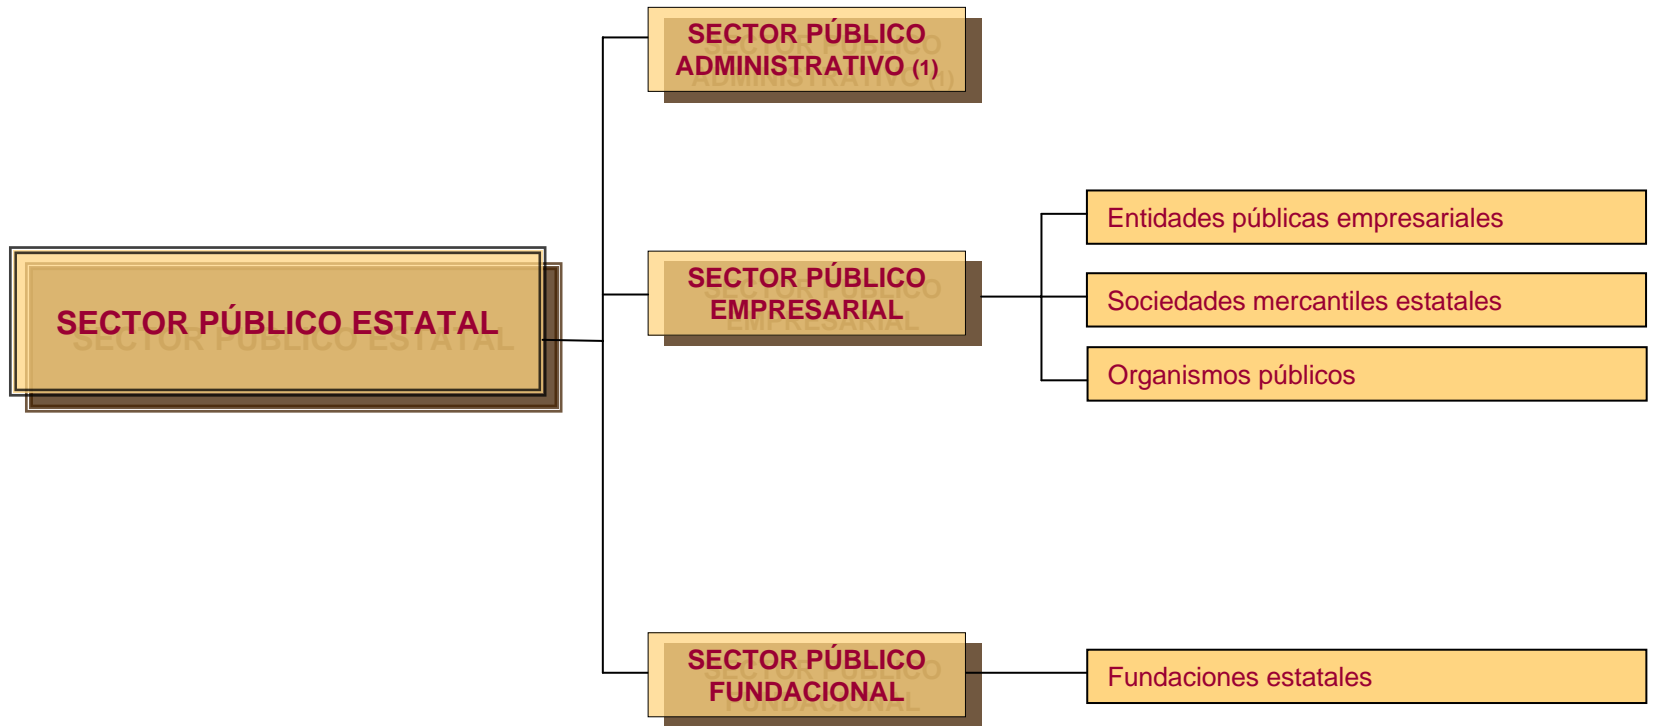 SECTOR PÚBLICO
ADMINISTRATIVO (1)
Entidades públicas empresariales
SECTOR PÚBLICO
EMPRESARIAL
Sociedades mercantiles estatales
SECTOR PÚBLICO ESTATAL
Organismos públicos
SECTOR PÚBLICO
FUNDACIONAL
Fundaciones estatales